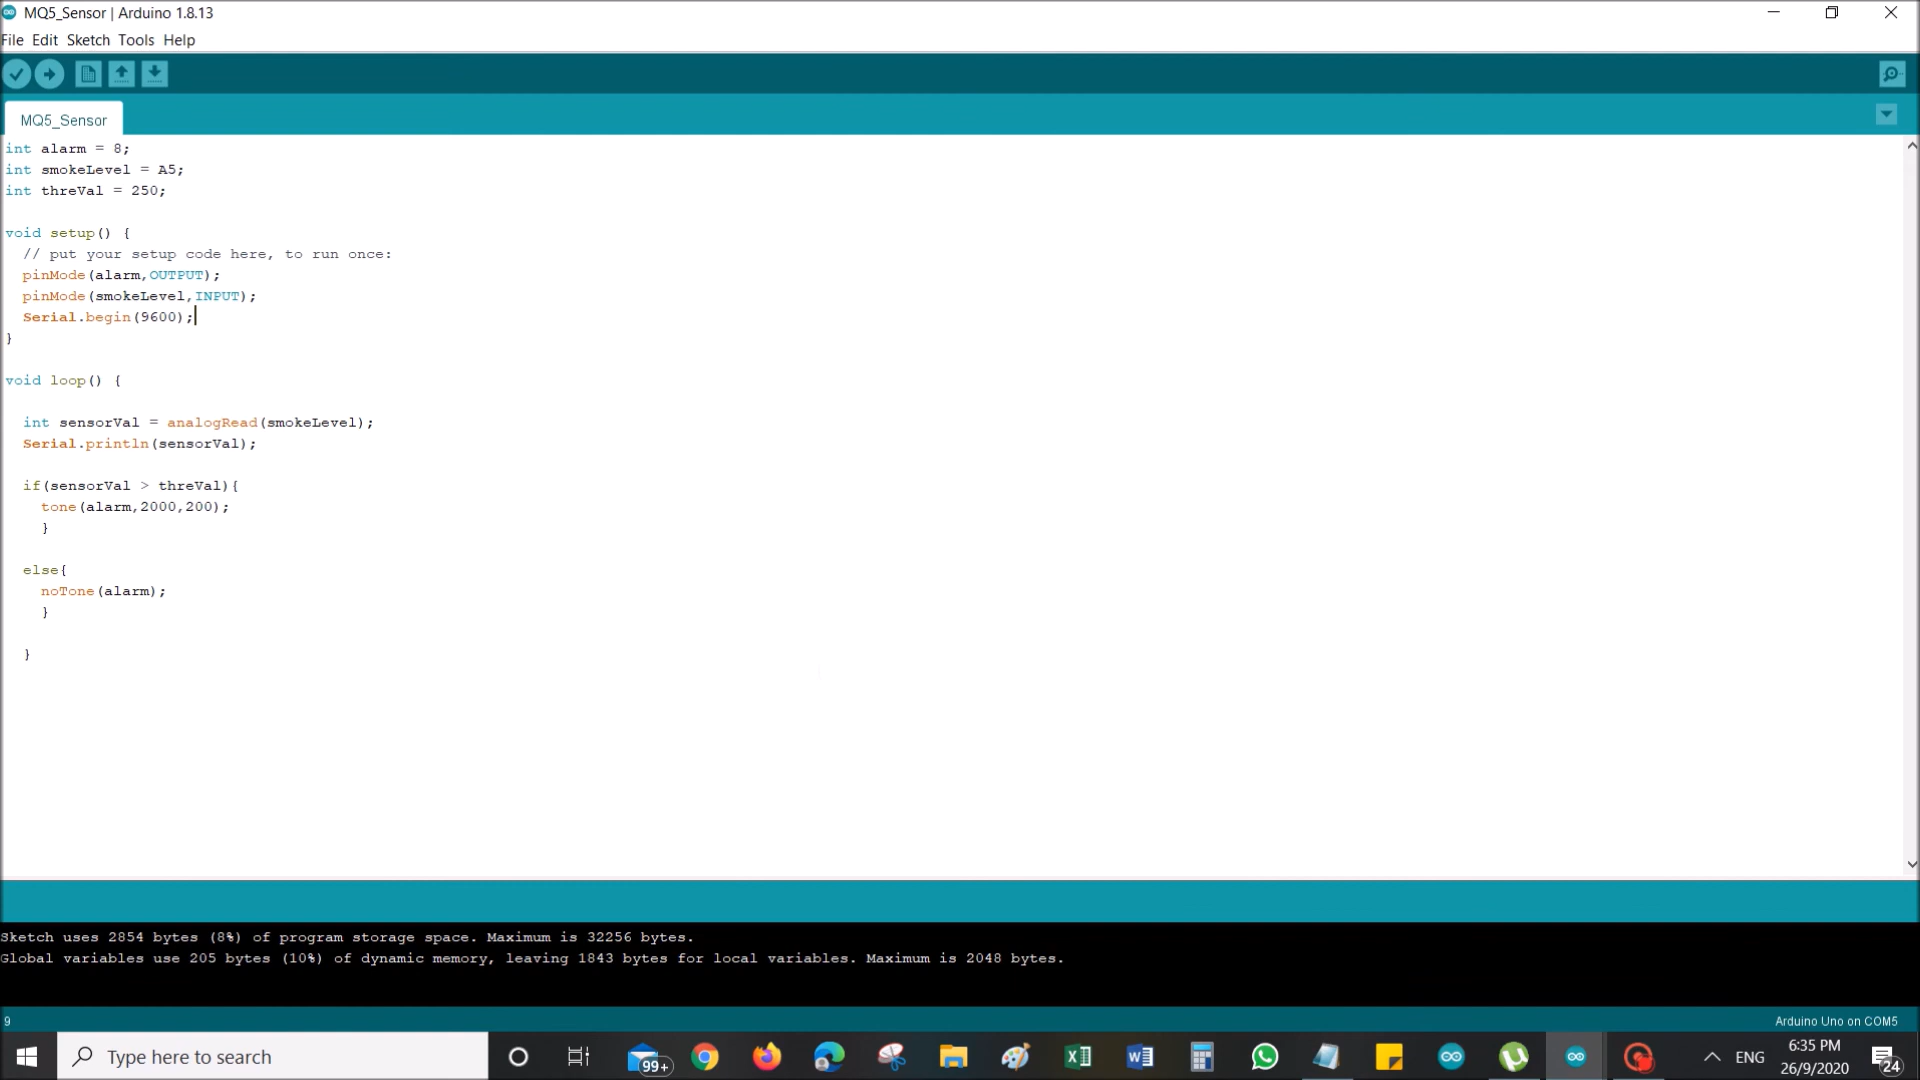 MQ5_Sensor | Arduino 1.8.13
File Edit Sketch Tools Help
MQ5_Sensor
int alarm = 8;
int smokeLevel = A5;
int threVal = 250;
void setup() {
// put your setup code here, to run once:
pinMode(alarm,OUTPUT);
pinMode(smokeLevel,INPUT);
Serial.begin(9600);
}
void loop() {
int sensorVal = analogRead(smokeLevel);
Serial.println(sensorVal);
if(sensorVal > threVal){
tone(alarm,2000,200);
}
else{
noTone(alarm);
}
}
Sketch uses 2854 bytes (8%) of program storage space. Maximum is 32256 bytes.
Global variables use 205 bytes (10%) of dynamic memory, leaving 1843 bytes for local variables. Maximum is 2048 bytes.
9
Arduino Uno on COM5
Type here to search
99+
ENG
6:35 PM
26/9/2020
24